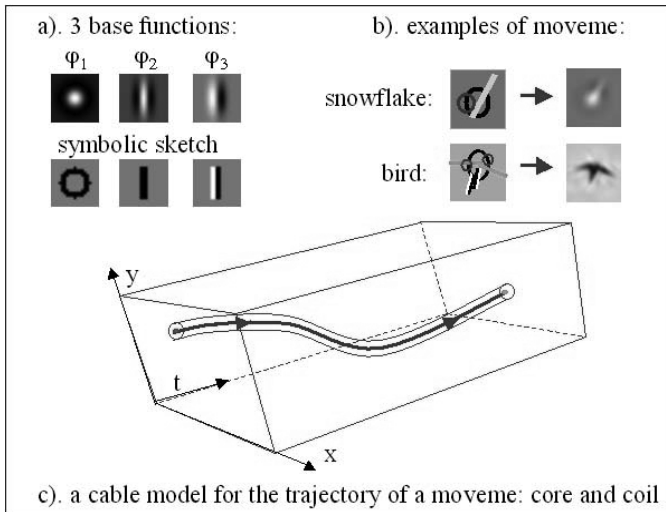 a). 3 base functions:
φ1 φ2 φ3
symbolic sketch
b). examples of moveme:
snowflake:
bird:
y
t
x
c). a cable model for the trajectory of a moveme: core and coil